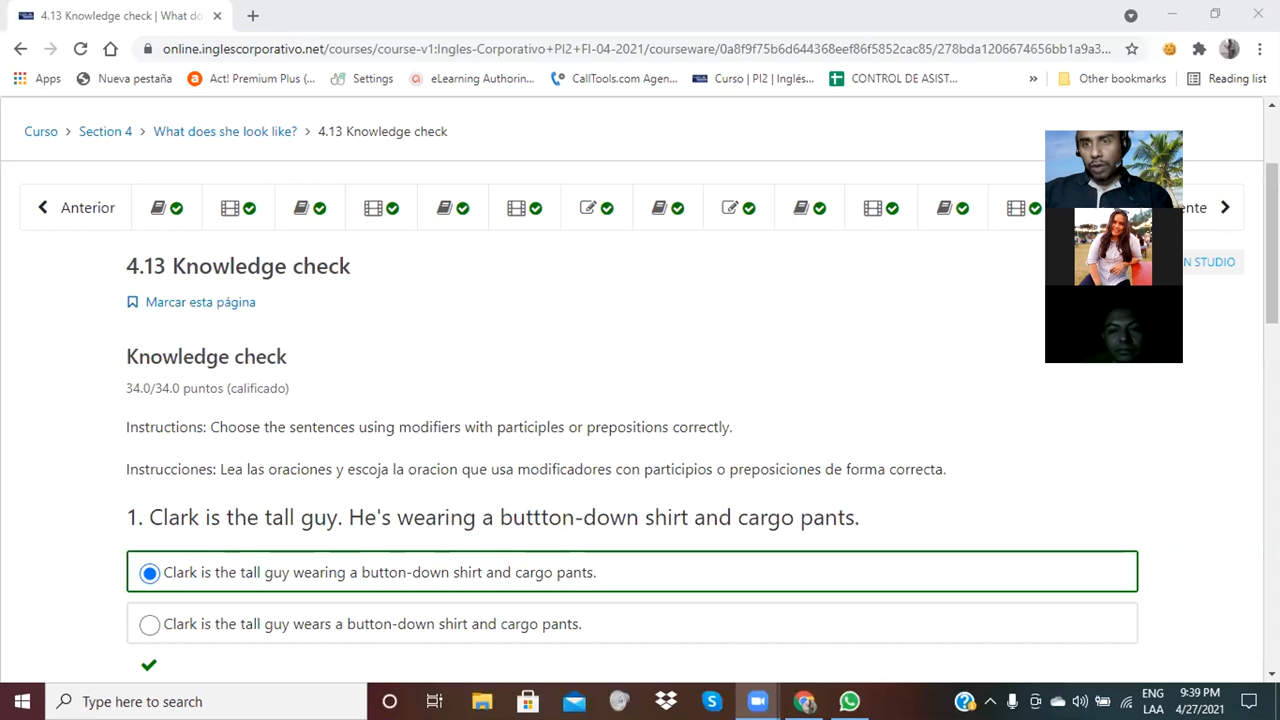 4.13 Knowledge check | What do
online.inglescorporativo.net/courses/course-v1:Ingles-Corporativo+PI2+FI-04-2021/courseware/0a8f9f75b6d644368eef86f5852cac85/278bda1206674656bb1a9a3...
Apps Nueva pestaña Act! Premium Plus (... Settings eLearning Authorin... CallTools.com Agen... Curso | PI2 | Inglés... CONTROL DE ASIST... » Other bookmarks Reading list
Curso > Section 4 > What does she look like? > 4.13 Knowledge check
Anterior ente
4.13 Knowledge check
N STUDIO
Marcar esta página
Knowledge check
34.0/34.0 puntos (calificado)
Instructions: Choose the sentences using modifiers with participles or prepositions correctly.
Instrucciones: Lea las oraciones y escoja la oracion que usa modificadores con participios o preposiciones de forma correcta.
1. Clark is the tall guy. He's wearing a buttton-down shirt and cargo pants.
Clark is the tall guy wearing a button-down shirt and cargo pants.
Clark is the tall guy wears a button-down shirt and cargo pants.
Type here to search
ENG 9:39 PM
LAA 4/27/2021